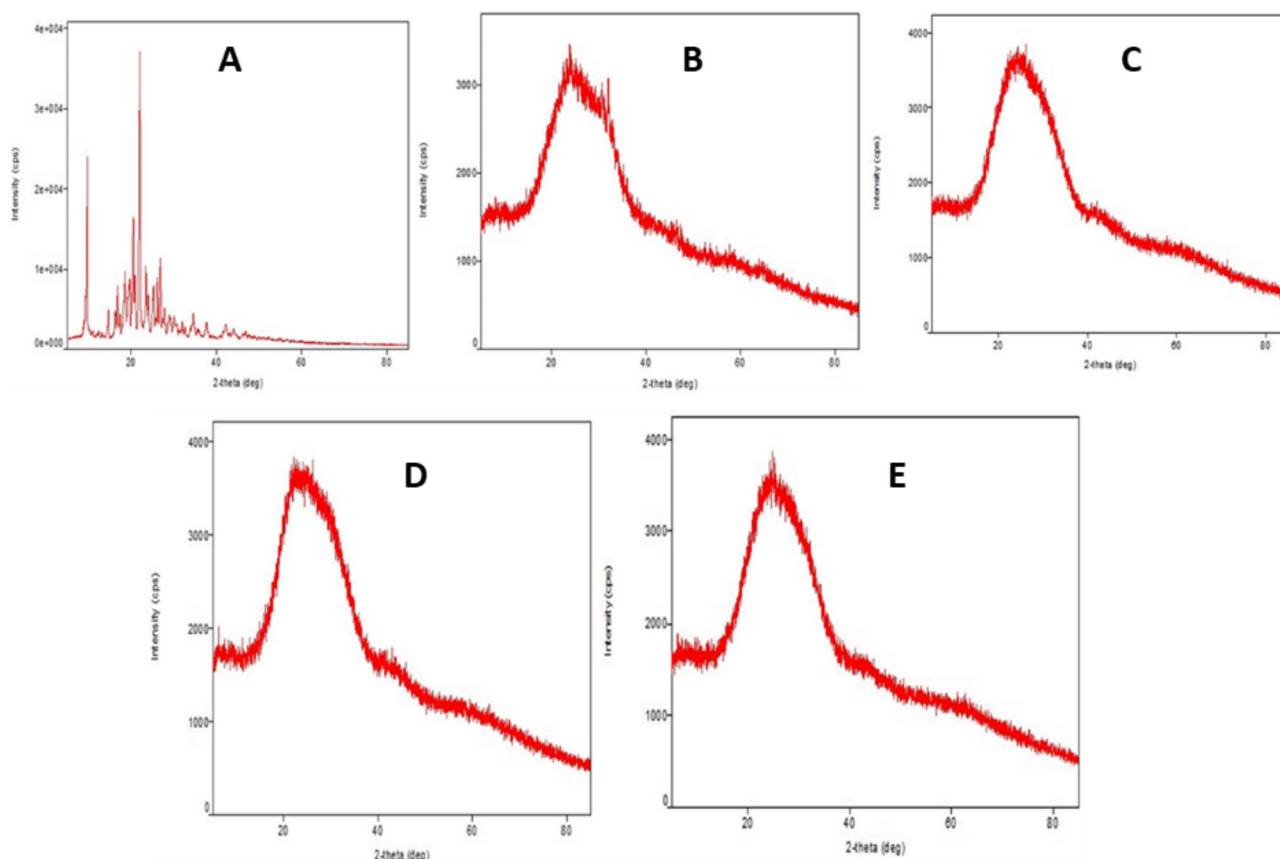 A
4e+004
3e+004
2e+004
1e+004
0e+000
Intensity (cps)
20 40 60 80
2-theta (deg)
B
3000
2000
1000
0
Intensity (cps)
20 40 60 80
2-theta (deg)
C
4000
3000
2000
1000
0
Intensity (cps)
20 40 60 80
2-theta (deg)
D
4000
3000
2000
1000
0
Intensity (cps)
20 40 60 80
2-theta (deg)
E
4000
3000
2000
1000
0
Intensity (cps)
20 40 60 80
2-theta (deg)